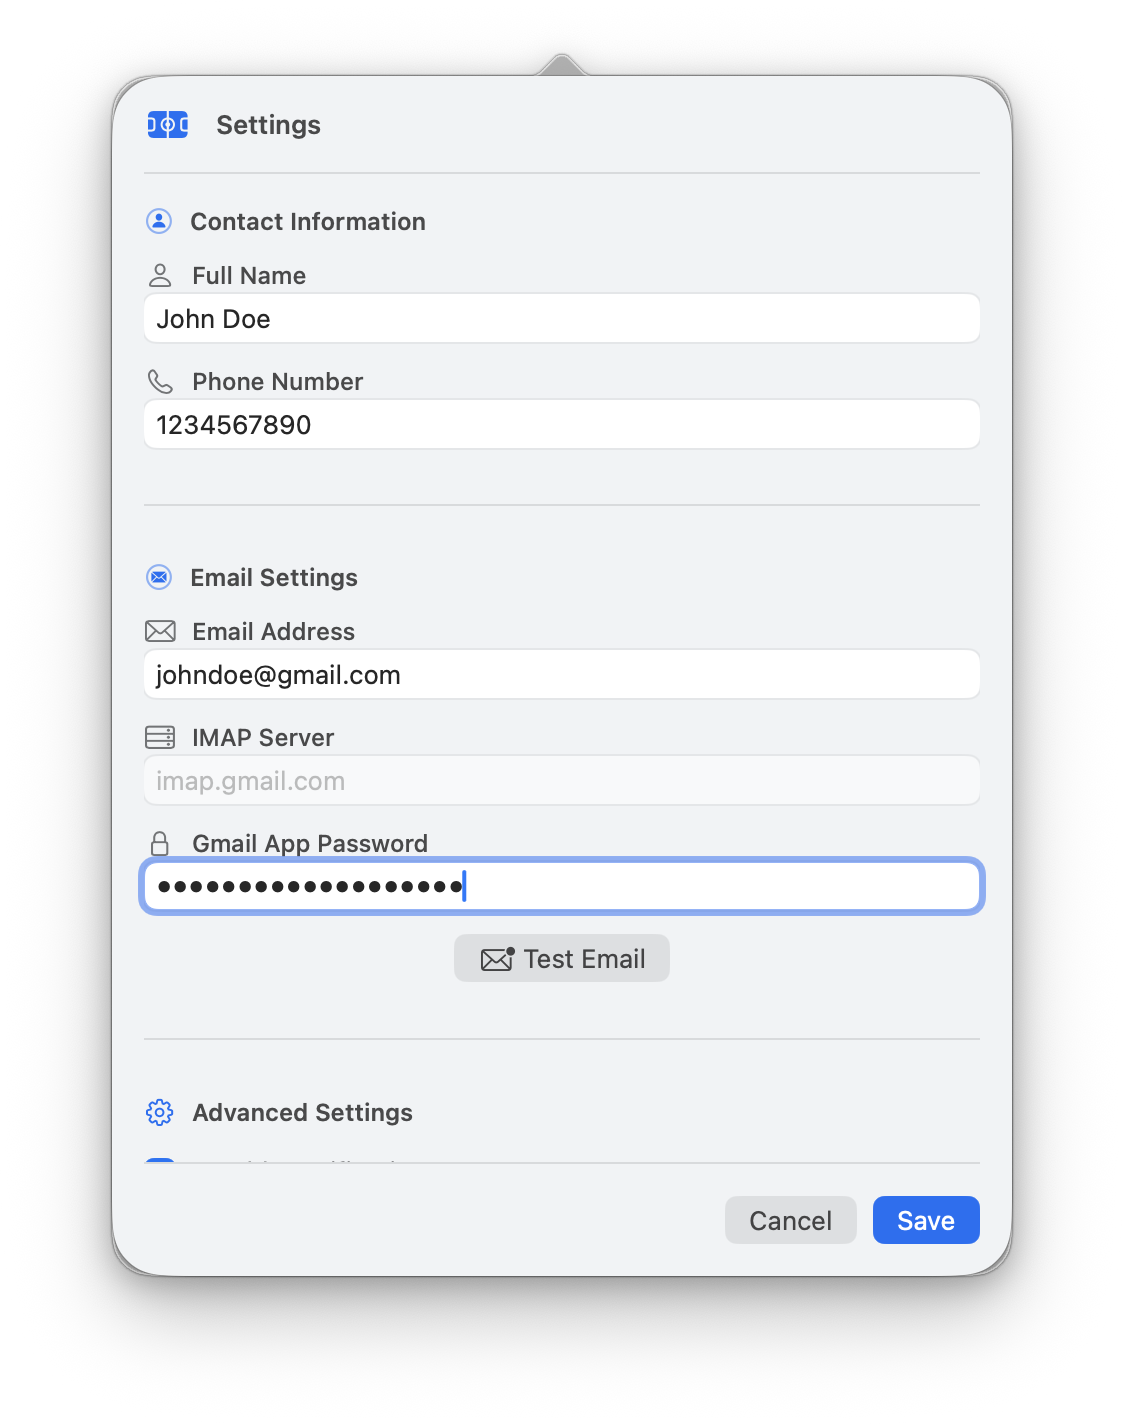 Settings
Contact Information
Full Name
John Doe
Phone Number
1234567890
Email Settings
Email Address
johndoe@gmail.com
IMAP Server
imap.gmail.com
Gmail App Password
•••••••••••••••••••
Test Email
Advanced Settings
Cancel
Save